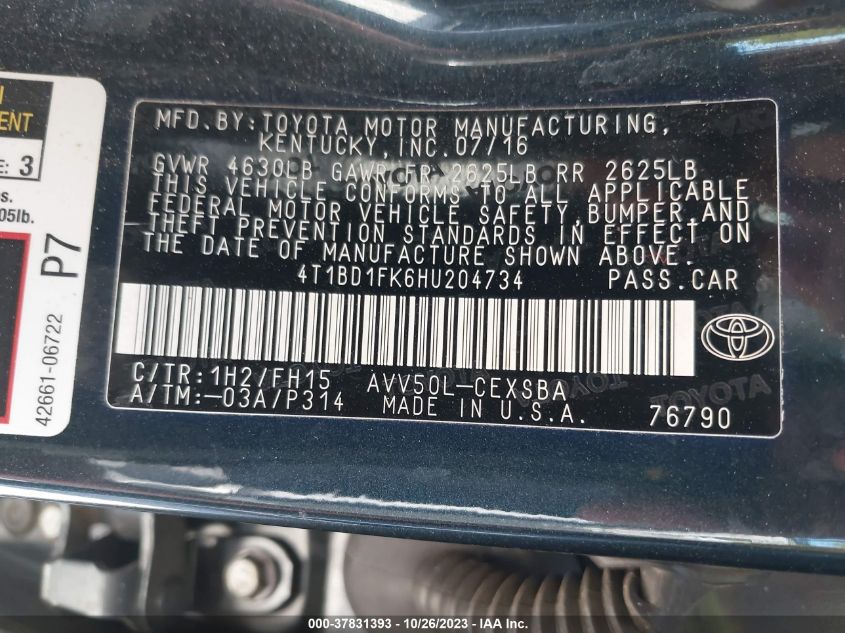 MFD.BY:TOYOTA MOTOR MANUFACTURING,
KENTUCKY,INC.07/16
GVWR 4630LB GAWR FR 2625LB RR 2625LB
THIS VEHICLE CONFORMS TO ALL APPLICABLE
FEDERAL MOTOR VEHICLE SAFETY,BUMPER,AND
THEFT PREVENTION STANDARDS IN EFFECT ON
THE DATE OF MANUFACTURE SHOWN ABOVE.
4T1BD1FK6HU204734 PASS.CAR
C/TR:1H2/FH15 AVV50L-CEXSBA
A/TM:-03A/P314 MADE IN U.S.A. 76790
TOYOTA
E: 3
05lb.
P7
42661-06722
000-37831393 - 10/26/2023 - © IAA Inc.